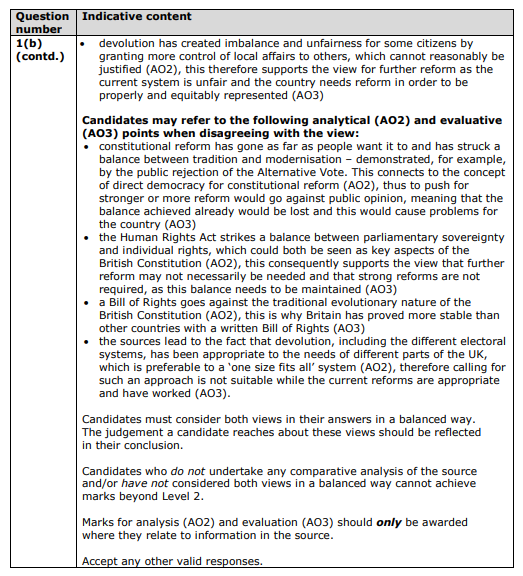 Question number
Indicative content
1(b) (contd.)
• devolution has created imbalance and unfairness for some citizens by
granting more control of local affairs to others, which cannot reasonably be
justified (AO2), this therefore supports the view for further reform as the
current system is unfair and the country needs reform in order to be
properly and equitably represented (AO3)
Candidates may refer to the following analytical (AO2) and evaluative
(AO3) points when disagreeing with the view:
• constitutional reform has gone as far as people want it to and has struck a
balance between tradition and modernisation – demonstrated, for example,
by the public rejection of the Alternative Vote. This connects to the concept
of direct democracy for constitutional reform (AO2), thus to push for
stronger or more reform would go against public opinion, meaning that the
balance achieved already would be lost and this would cause problems for
the country (AO3)
• the Human Rights Act strikes a balance between parliamentary sovereignty
and individual rights, which could both be seen as key aspects of the
British Constitution (AO2), this consequently supports the view that further
reform may not necessarily be needed and that strong reforms are not
required, as this balance needs to be maintained (AO3)
• a Bill of Rights goes against the traditional evolutionary nature of the
British Constitution (AO2), this is why Britain has proved more stable than
other countries with a written Bill of Rights (AO3)
• the sources lead to the fact that devolution, including the different electoral
systems, has been appropriate to the needs of different parts of the UK,
which is preferable to a 'one size fits all' system (AO2), therefore calling for
such an approach is not suitable while the current reforms are appropriate
and have worked (AO3).
Candidates must consider both views in their answers in a balanced way.
The judgement a candidate reaches about these views should be reflected
in their conclusion.
Candidates who do not undertake any comparative analysis of the source
and/or have not considered both views in a balanced way cannot achieve
marks beyond Level 2.
Marks for analysis (AO2) and evaluation (AO3) should only be awarded
where they relate to information in the source.
Accept any other valid responses.